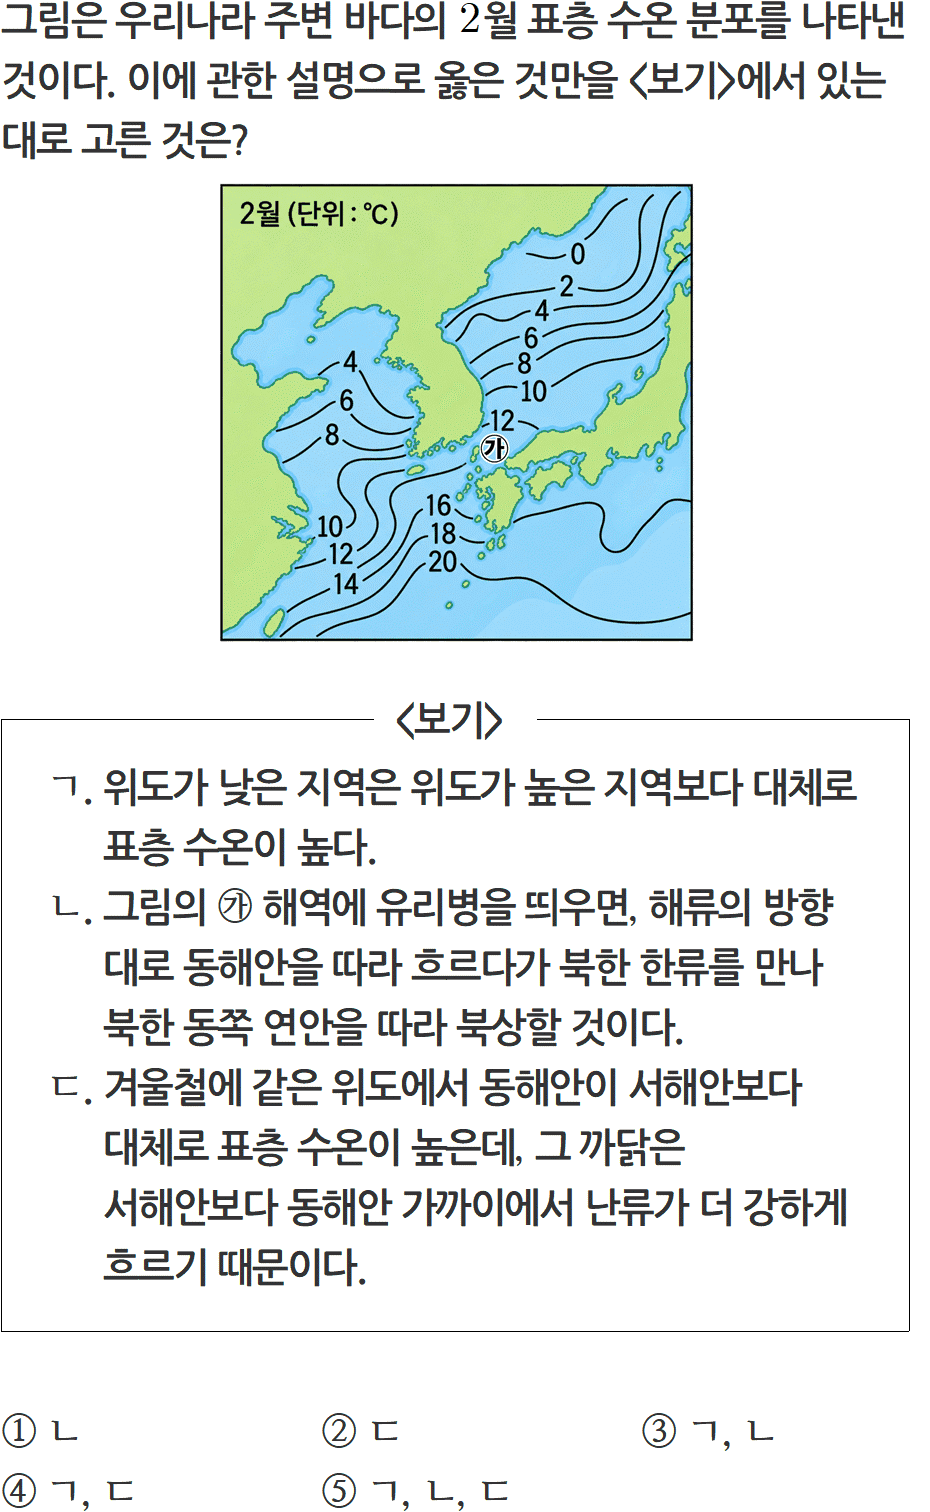 그림은 우리나라 주변 바다의 2월 표층 수온 분포를 나타낸
것이다. 이에 관한 설명으로 옳은 것만을 <보기>에서 있는
대로 고른 것은?
2월 (단위 : ℃)
0
2
4
6
8
10
12
㉮
4
6
8
10
12
14
16
18
20
<보기>
ㄱ. 위도가 낮은 지역은 위도가 높은 지역보다 대체로
표층 수온이 높다.
ㄴ. 그림의 ㉮ 해역에 유리병을 띄우면, 해류의 방향
대로 동해안을 따라 흐르다가 북한 한류를 만나
북한 동쪽 연안을 따라 북상할 것이다.
ㄷ. 겨울철에 같은 위도에서 동해안이 서해안보다
대체로 표층 수온이 높은데, 그 까닭은
서해안보다 동해안 가까이에서 난류가 더 강하게
흐르기 때문이다.
① ㄴ ② ㄷ ③ ㄱ, ㄴ
④ ㄱ, ㄷ ⑤ ㄱ, ㄴ, ㄷ